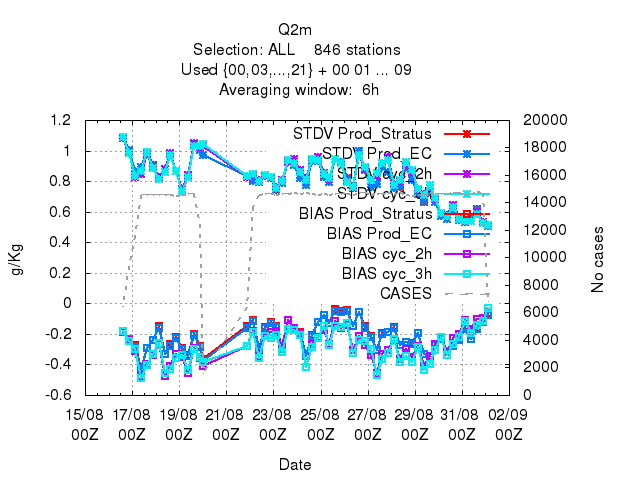 Q2m
Selection: ALL    846 stations
Used {00,03,...,21} + 00 01 ... 09
Averaging window:  6h
1.2
1
0.8
0.6
0.4
0.2
0
-0.2
-0.4
-0.6
g/Kg
20000
18000
16000
14000
12000
10000
8000
6000
4000
2000
0
No cases
STDV Prod_Stratus
STDV Prod_EC
STDV cyc_2h
STDV cyc_3h
BIAS Prod_Stratus
BIAS Prod_EC
BIAS cyc_2h
BIAS cyc_3h
CASES
15/08 17/08 19/08 21/08 23/08 25/08 27/08 29/08 31/08 02/09
00Z 00Z 00Z 00Z 00Z 00Z 00Z 00Z 00Z 00Z
Date